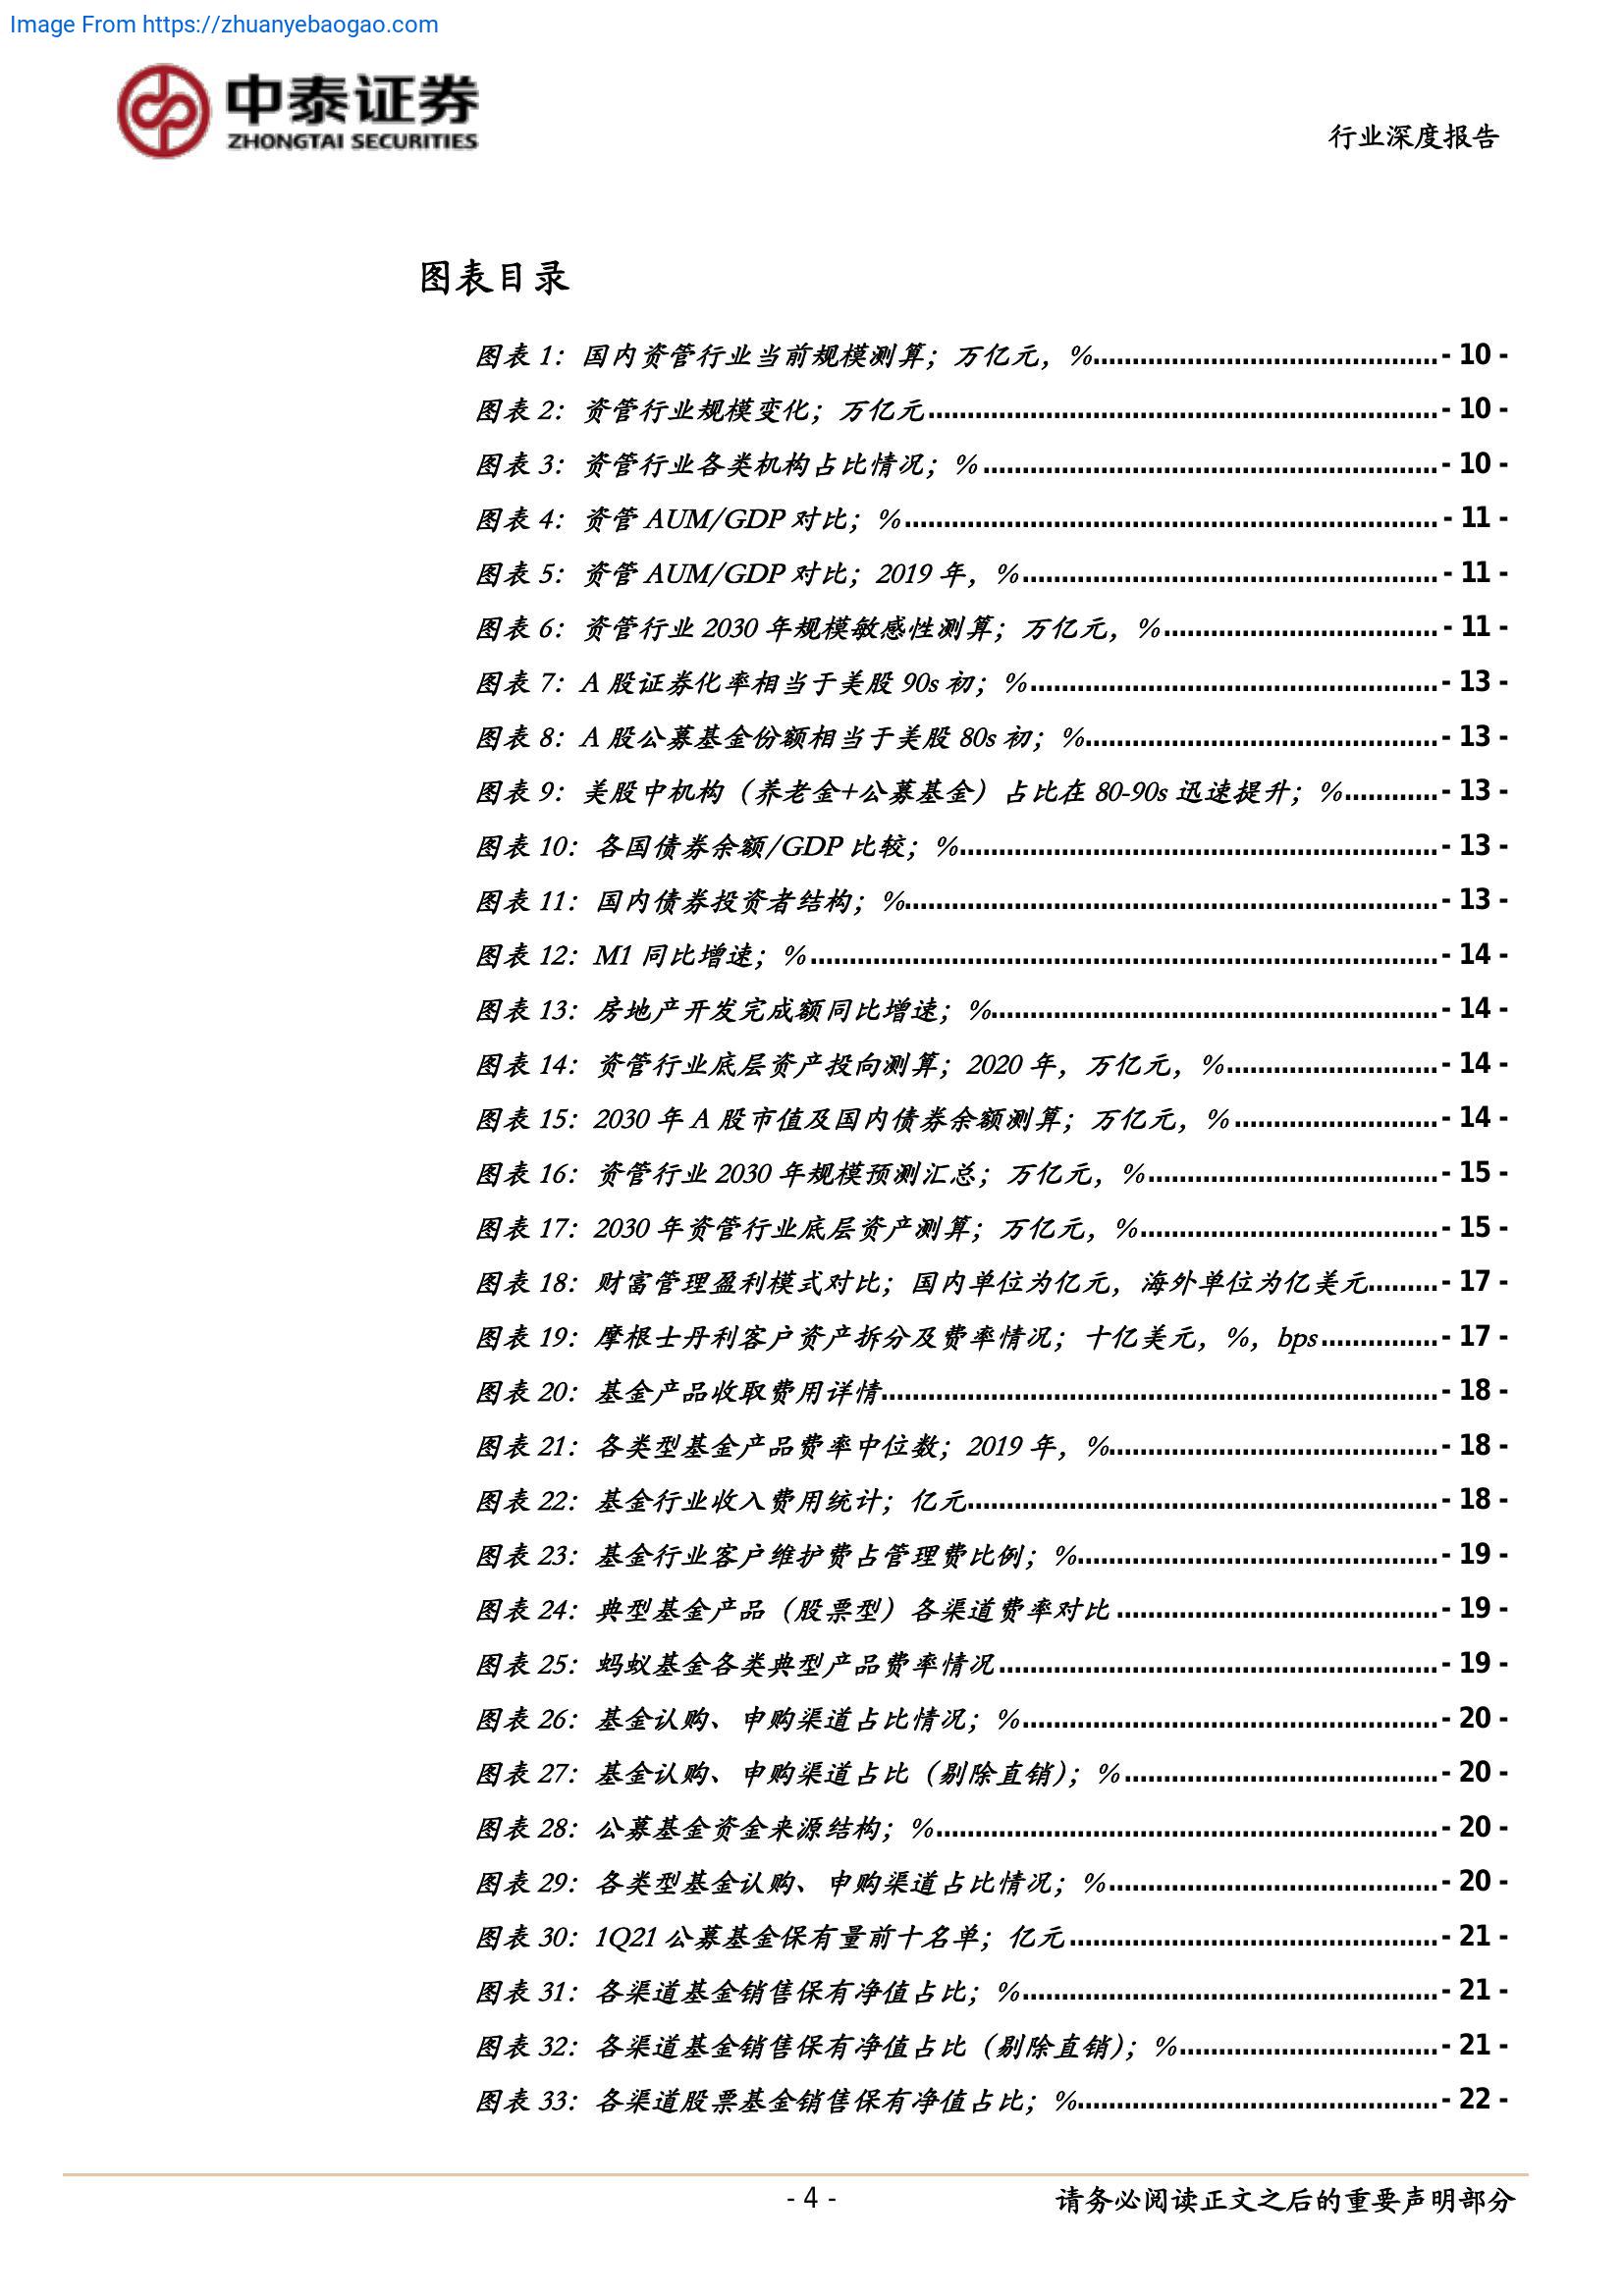 Image From https://zhuanyebaogao.com
中泰证券
ZHONGTAI SECURITIES
行业深度报告
图表目录
图表 1：国内资管行业当前规模测算；万亿元，%............................................ - 10 -
图表 2：资管行业规模变化；万亿元................................................................. - 10 -
图表 3：资管行业各类机构占比情况；%.......................................................... - 10 -
图表 4：资管 AUM/GDP 对比；%.................................................................... - 11 -
图表 5：资管 AUM/GDP 对比；2019 年，%..................................................... - 11 -
图表 6：资管行业 2030 年规模敏感性测算；万亿元，%................................... - 11 -
图表 7：A 股证券化率相当于美股 90s 初；%.................................................... - 13 -
图表 8：A 股公募基金份额相当于美股 80s 初；%............................................. - 13 -
图表 9：美股中机构（养老金+公募基金）占比在 80-90s 迅速提升；%............ - 13 -
图表 10：各国债券余额/GDP 比较；%............................................................. - 13 -
图表 11：国内债券投资者结构；%.................................................................... - 13 -
图表 12：M1 同比增速；%................................................................................ - 14 -
图表 13：房地产开发完成额同比增速；%......................................................... - 14 -
图表 14：资管行业底层资产投向测算；2020 年，万亿元，%........................... - 14 -
图表 15：2030 年 A 股市值及国内债券余额测算；万亿元，%.......................... - 14 -
图表 16：资管行业 2030 年规模预测汇总；万亿元，%..................................... - 15 -
图表 17：2030 年资管行业底层资产测算；万亿元，%...................................... - 15 -
图表 18：财富管理盈利模式对比；国内单位为亿元，海外单位为亿美元......... - 17 -
图表 19：摩根士丹利客户资产拆分及费率情况；十亿美元，%，bps............... - 17 -
图表 20：基金产品收取费用详情....................................................................... - 18 -
图表 21：各类型基金产品费率中位数；2019 年，%.......................................... - 18 -
图表 22：基金行业收入费用统计；亿元............................................................ - 18 -
图表 23：基金行业客户维护费占管理费比例；%.............................................. - 19 -
图表 24：典型基金产品（股票型）各渠道费率对比......................................... - 19 -
图表 25：蚂蚁基金各类典型产品费率情况........................................................ - 19 -
图表 26：基金认购、申购渠道占比情况；%..................................................... - 20 -
图表 27：基金认购、申购渠道占比（剔除直销）；%........................................ - 20 -
图表 28：公募基金资金来源结构；%................................................................ - 20 -
图表 29：各类型基金认购、申购渠道占比情况；%.......................................... - 20 -
图表 30：1Q21 公募基金保有量前十名单；亿元............................................... - 21 -
图表 31：各渠道基金销售保有净值占比；%..................................................... - 21 -
图表 32：各渠道基金销售保有净值占比（剔除直销）；%................................. - 21 -
图表 33：各渠道股票基金销售保有净值占比；%.............................................. - 22 -
- 4 -
请务必阅读正文之后的重要声明部分